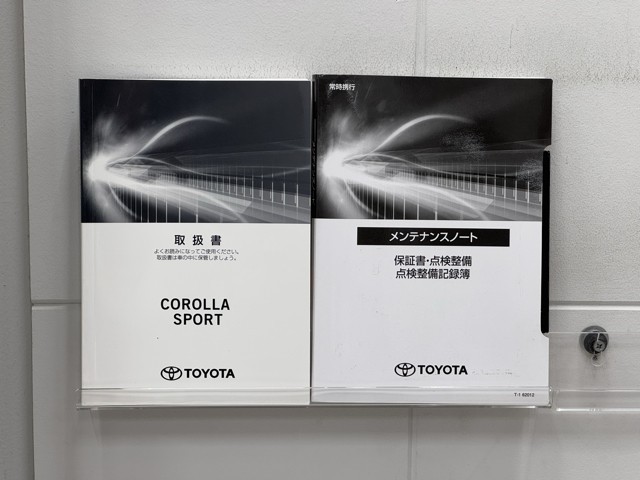 取扱書
よくお読みになってご使用ください。
取扱書は車の中に保管しましょう。
COROLLA
SPORT
TOYOTA
常時携行
メンテナンスノート
保証書・点検整備
点検整備記録簿
TOYOTA